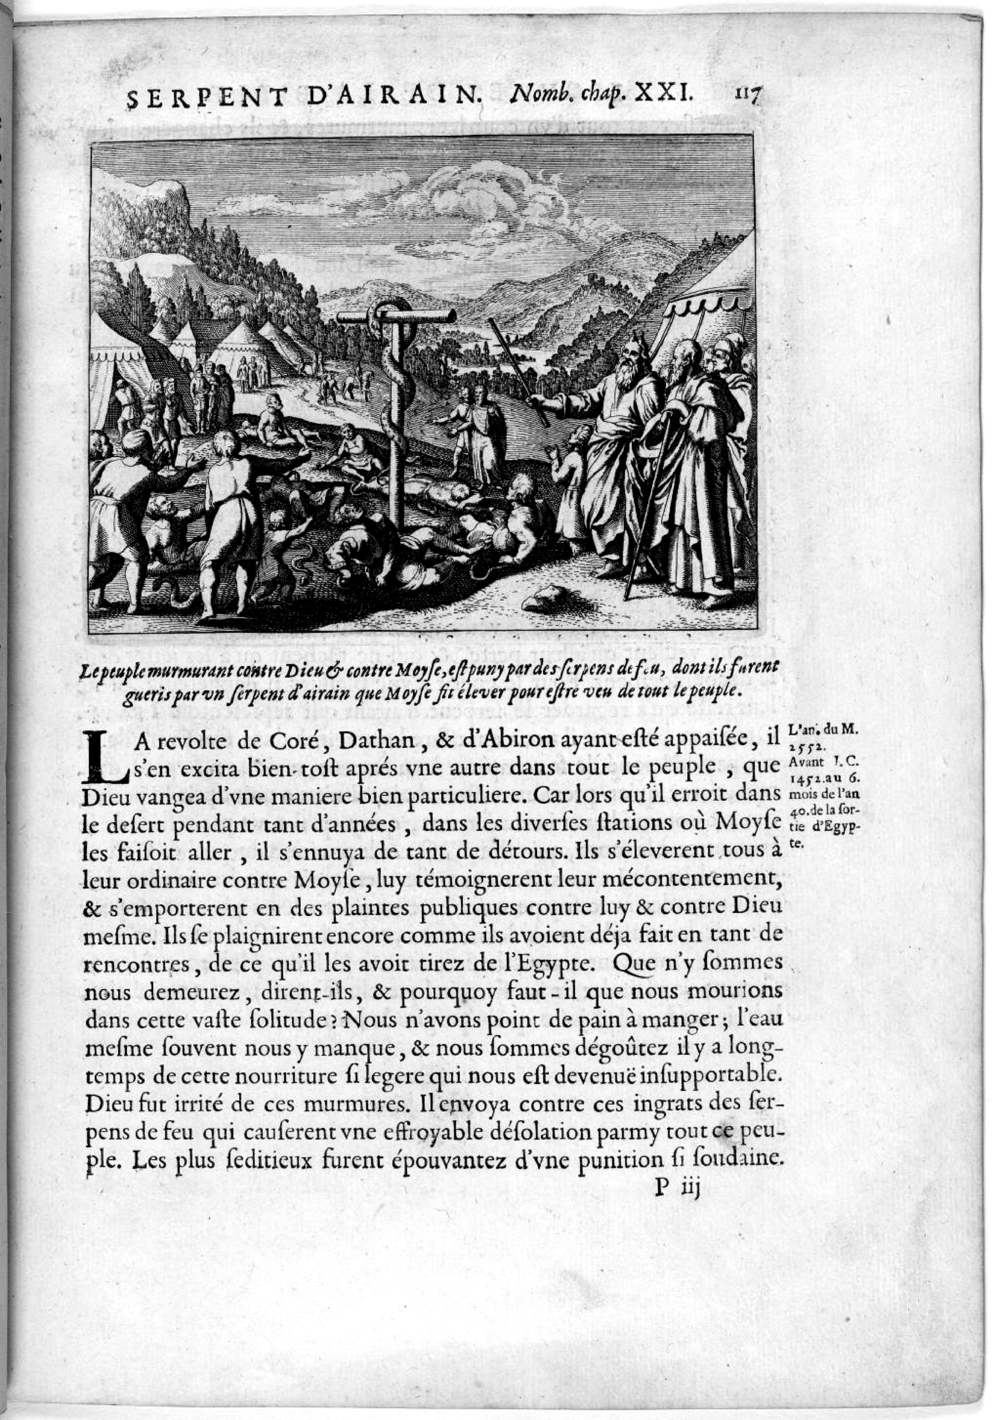 SERPENT D'AIRAIN. Nomb. chap. XXI. 117
Le peuple murmurant contre Dieu & contre Moyſe, eſt puny par des ſerpens de feu, dont ils furent
gueris par vn ſerpent d'airain que Moyſe fit élever pour eſtre veu de tout le peuple.
LA revolte de Coré, Dathan, & d'Abiron ayant eſté appaiſée, il
s'en excita bien-toſt aprés vne autre dans tout le peuple, que
Dieu vangea d'vne maniere bien particuliere. Car lors qu'il erroit dans
le deſert pendant tant d'années, dans les diverſes ſtations où Moyſe
les faiſoit aller, il s'ennuya de tant de détours. Ils s'éleverent tous à
leur ordinaire contre Moyſe, luy témoignerent leur mécontentement,
& s'emporterent en des plaintes publiques contre luy & contre Dieu
meſme. Ils ſe plaignirent encore comme ils avoient déja fait en tant de
rencontres, de ce qu'il les avoit tirez de l'Egypte. Que n'y ſommes
nous demeurez, dirent-ils, & pourquoy faut-il que nous mourions
dans cette vaſte ſolitude? Nous n'avons point de pain à manger; l'eau
meſme ſouvent nous y manque, & nous ſommes dégoûtez il y a long-
temps de cette nourriture ſi legere qui nous eſt devenuë inſupportable.
Dieu fut irrité de ces murmures. Il envoya contre ces ingrats des ſer-
pens de feu qui cauſerent vne effroyable déſolation parmy tout ce peu-
ple. Les plus ſeditieux furent épouvantez d'vne punition ſi ſoudaine.
L'an. du M.
2552.
Avant J. C.
1452. au 6.
mois de l'an
40. de la ſor-
tie d'Egyp-
te.
P iij